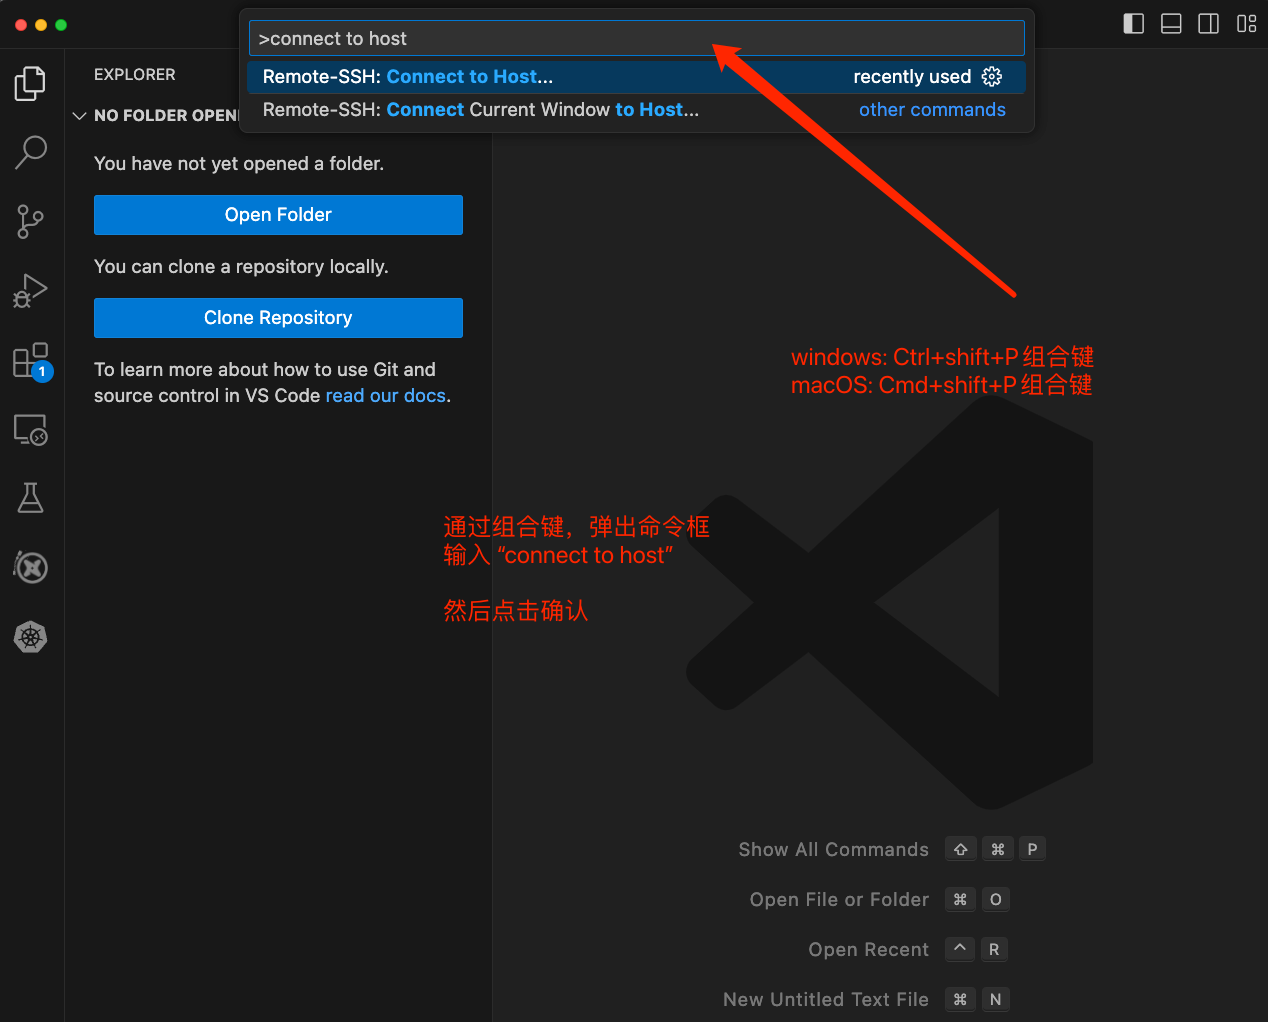 >connect to host
Remote-SSH: Connect to Host... recently used
Remote-SSH: Connect Current Window to Host... other commands
EXPLORER
NO FOLDER OPEN
You have not yet opened a folder.
Open Folder
You can clone a repository locally.
Clone Repository
To learn more about how to use Git and
source control in VS Code read our docs.
1
windows: Ctrl+shift+P 组合键
macOS: Cmd+shift+P 组合键
通过组合键，弹出命令框
输入 “connect to host”
然后点击确认
Show All Commands ⇧ ⌘ P
Open File or Folder ⌘ O
Open Recent ^ R
New Untitled Text File ⌘ N